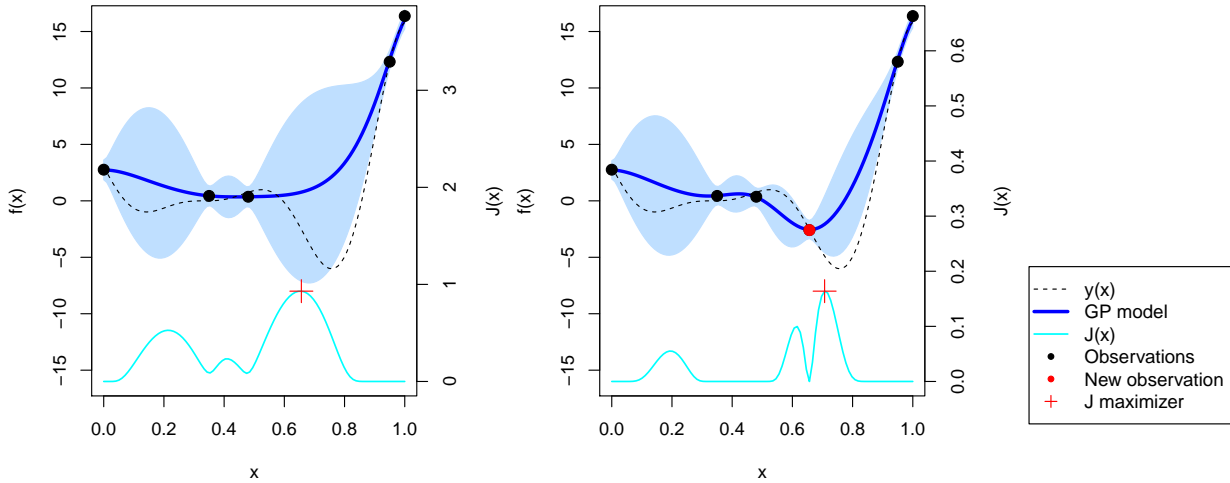 15
10
5
0
−5
−10
−15
f(x)
0.0 0.2 0.4 0.6 0.8 1.0
x
3
2
1
0
J(x)
15
10
5
0
−5
−10
−15
f(x)
0.0 0.2 0.4 0.6 0.8 1.0
x
0.6
0.5
0.4
0.3
0.2
0.1
0.0
J(x)
y(x)
GP model
J(x)
Observations
New observation
J maximizer